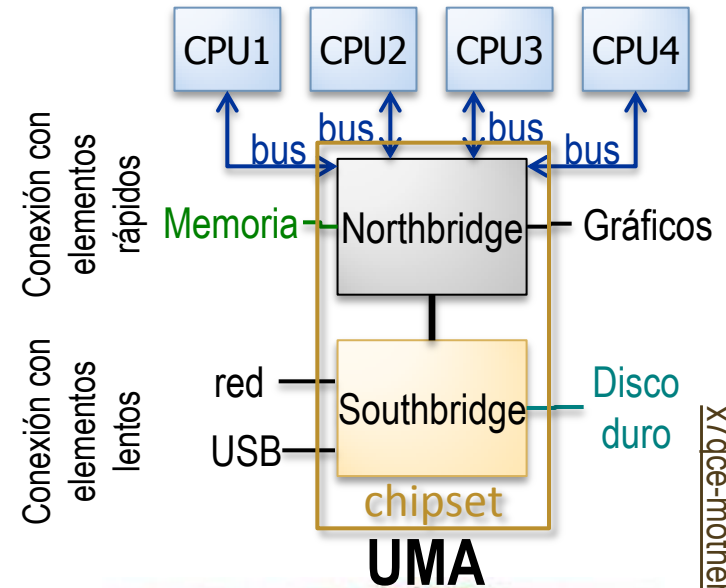 CPU1
CPU2
CPU3
CPU4
bus
bus
bus
bus
Conexión con
elementos
rápidos
Memoria
Northbridge
Gráficos
Conexión con
elementos
lentos
red
USB
Southbridge
Disco
duro
chipset
UMA